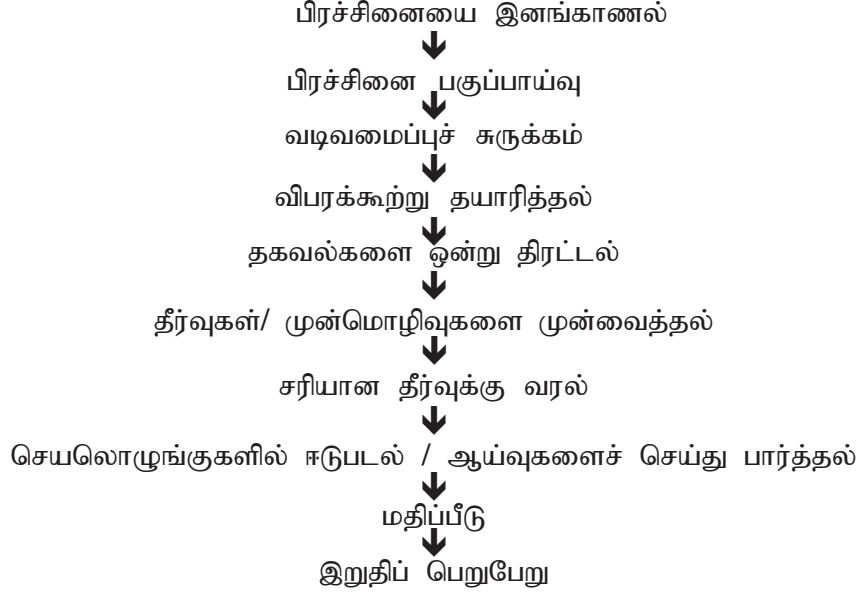 பிரச்சினையை இனங்காணல்
பிரச்சினை பகுப்பாய்வு
வடிவமைப்புச் சுருக்கம்
விபரக்கூற்று தயாரித்தல்
தகவல்களை ஒன்று திரட்டல்
தீர்வுகள்/ முன்மொழிவுகளை முன்வைத்தல்
சரியான தீர்வுக்கு வரல்
செயலொழுங்குகளில் ஈடுபடல் / ஆய்வுகளைச் செய்து பார்த்தல்
மதிப்பீடு
இறுதிப் பெறுபேறு